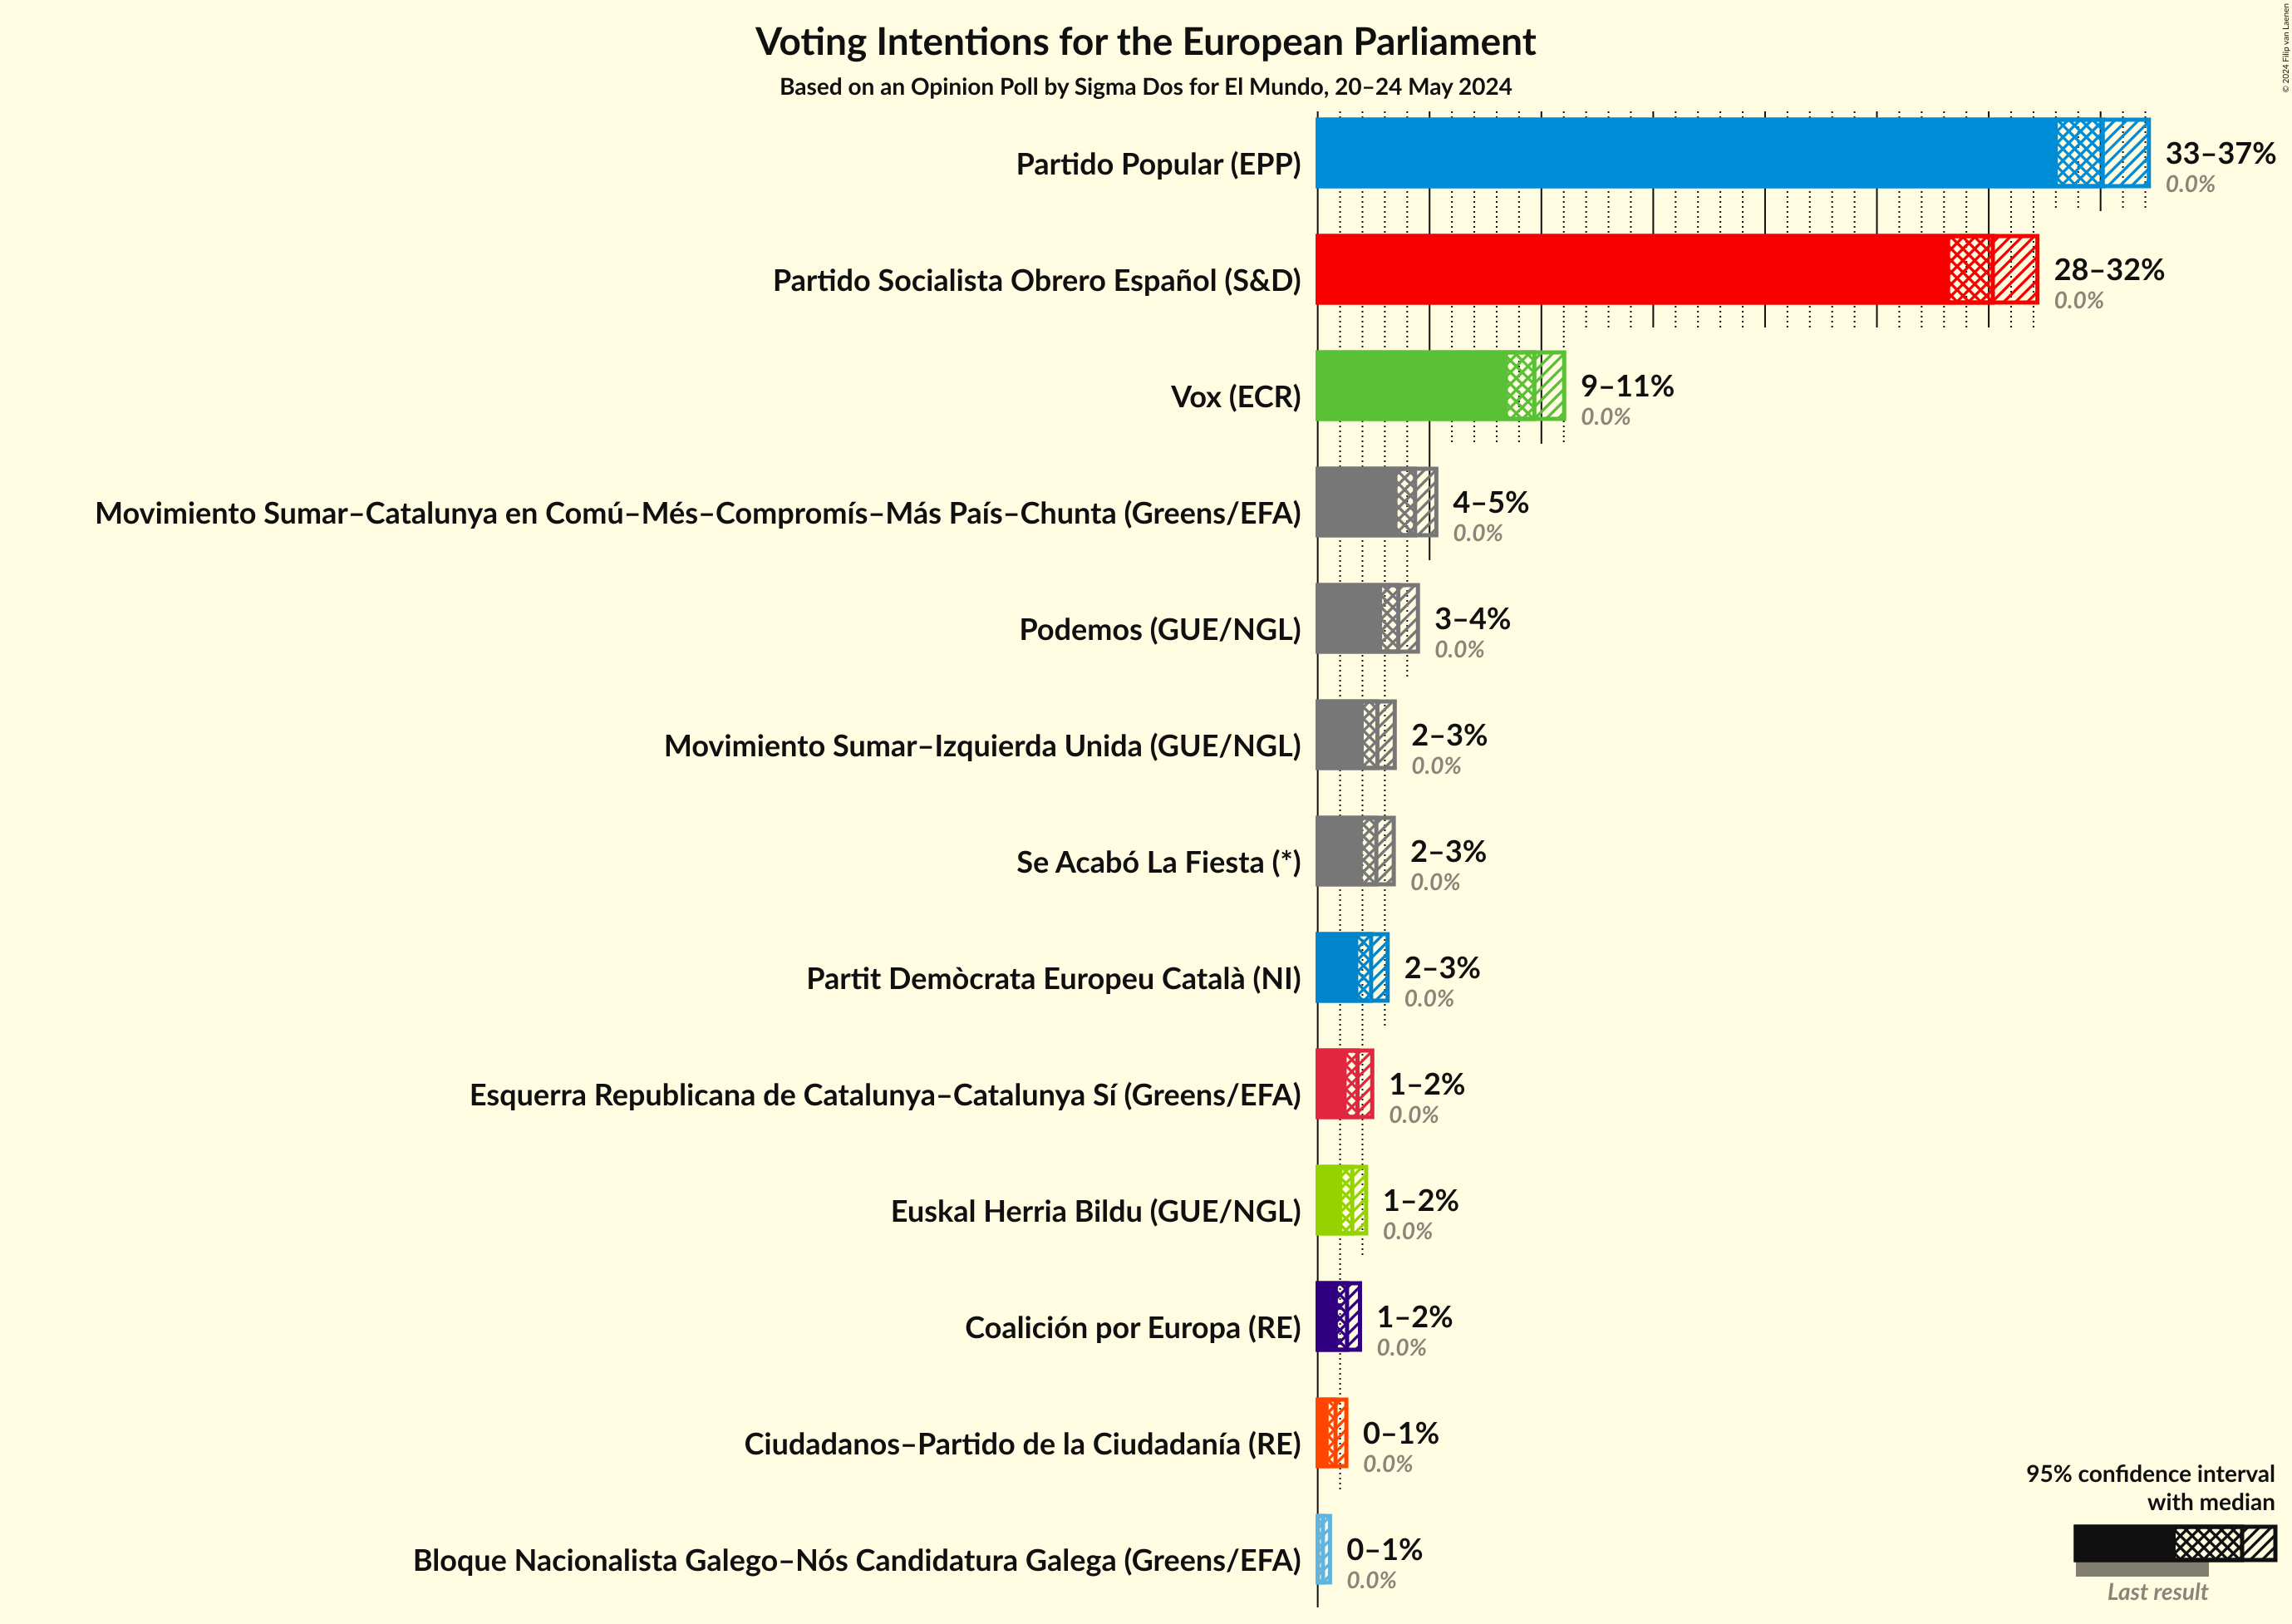 Voting Intentions for the European Parliament
Based on an Opinion Poll by Sigma Dos for El Mundo, 20–24 May 2024
© 2024 Filip van Laenen
Partido Popular (EPP)
33–37%
0.0%
Partido Socialista Obrero Español (S&D)
28–32%
0.0%
Vox (ECR)
9–11%
0.0%
Movimiento Sumar–Catalunya en Comú–Més–Compromís–Más País–Chunta (Greens/EFA)
4–5%
0.0%
Podemos (GUE/NGL)
3–4%
0.0%
Movimiento Sumar–Izquierda Unida (GUE/NGL)
2–3%
0.0%
Se Acabó La Fiesta (*)
2–3%
0.0%
Partit Demòcrata Europeu Català (NI)
2–3%
0.0%
Esquerra Republicana de Catalunya–Catalunya Sí (Greens/EFA)
1–2%
0.0%
Euskal Herria Bildu (GUE/NGL)
1–2%
0.0%
Coalición por Europa (RE)
1–2%
0.0%
Ciudadanos–Partido de la Ciudadanía (RE)
0–1%
0.0%
Bloque Nacionalista Galego–Nós Candidatura Galega (Greens/EFA)
0–1%
0.0%
95% confidence interval
with median
Last result